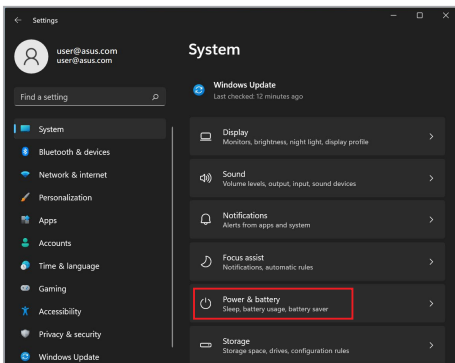 Settings
user@asus.com
user@asus.com
Find a setting
System
Bluetooth & devices
Network & internet
Personalization
Apps
Accounts
Time & language
Gaming
Accessibility
Privacy & security
Windows Update
System
Windows Update
Last checked: 12 minutes ago
Display
Monitors, brightness, night light, display profile
Sound
Volume levels, output, input, sound devices
Notifications
Alerts from apps and system
Focus assist
Notifications, automatic rules
Power & battery
Sleep, battery usage, battery saver
Storage
Storage space, drives, configuration rules